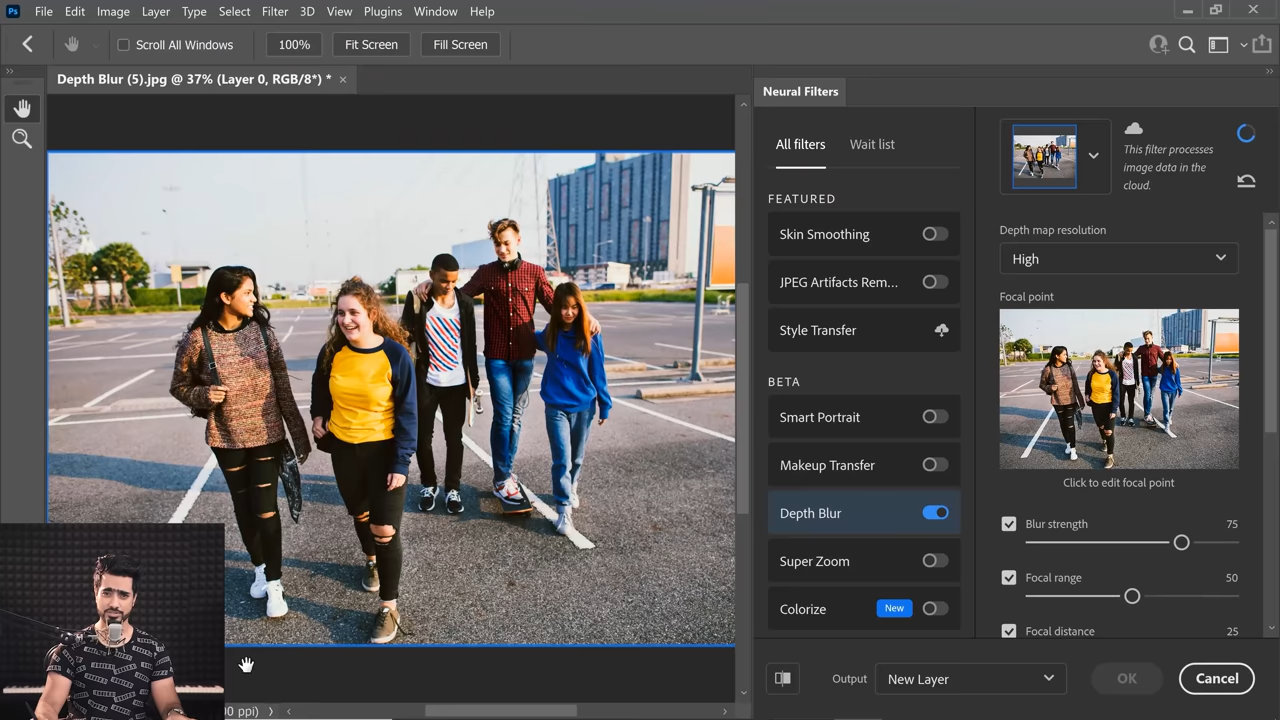 Ps File Edit Image Layer Type Select Filter 3D View Plugins Window Help
Scroll All Windows 100% Fit Screen Fill Screen
Depth Blur (5).jpg @ 37% (Layer 0, RGB/8*) * ×
Neural Filters
All filters Wait list
FEATURED
Skin Smoothing
JPEG Artifacts Rem...
Style Transfer
BETA
Smart Portrait
Makeup Transfer
Depth Blur
Super Zoom
Colorize New
This filter processes
image data in the
cloud.
Depth map resolution
High
Focal point
Click to edit focal point
Blur strength 75
Focal range 50
Focal distance 25
Output New Layer OK Cancel